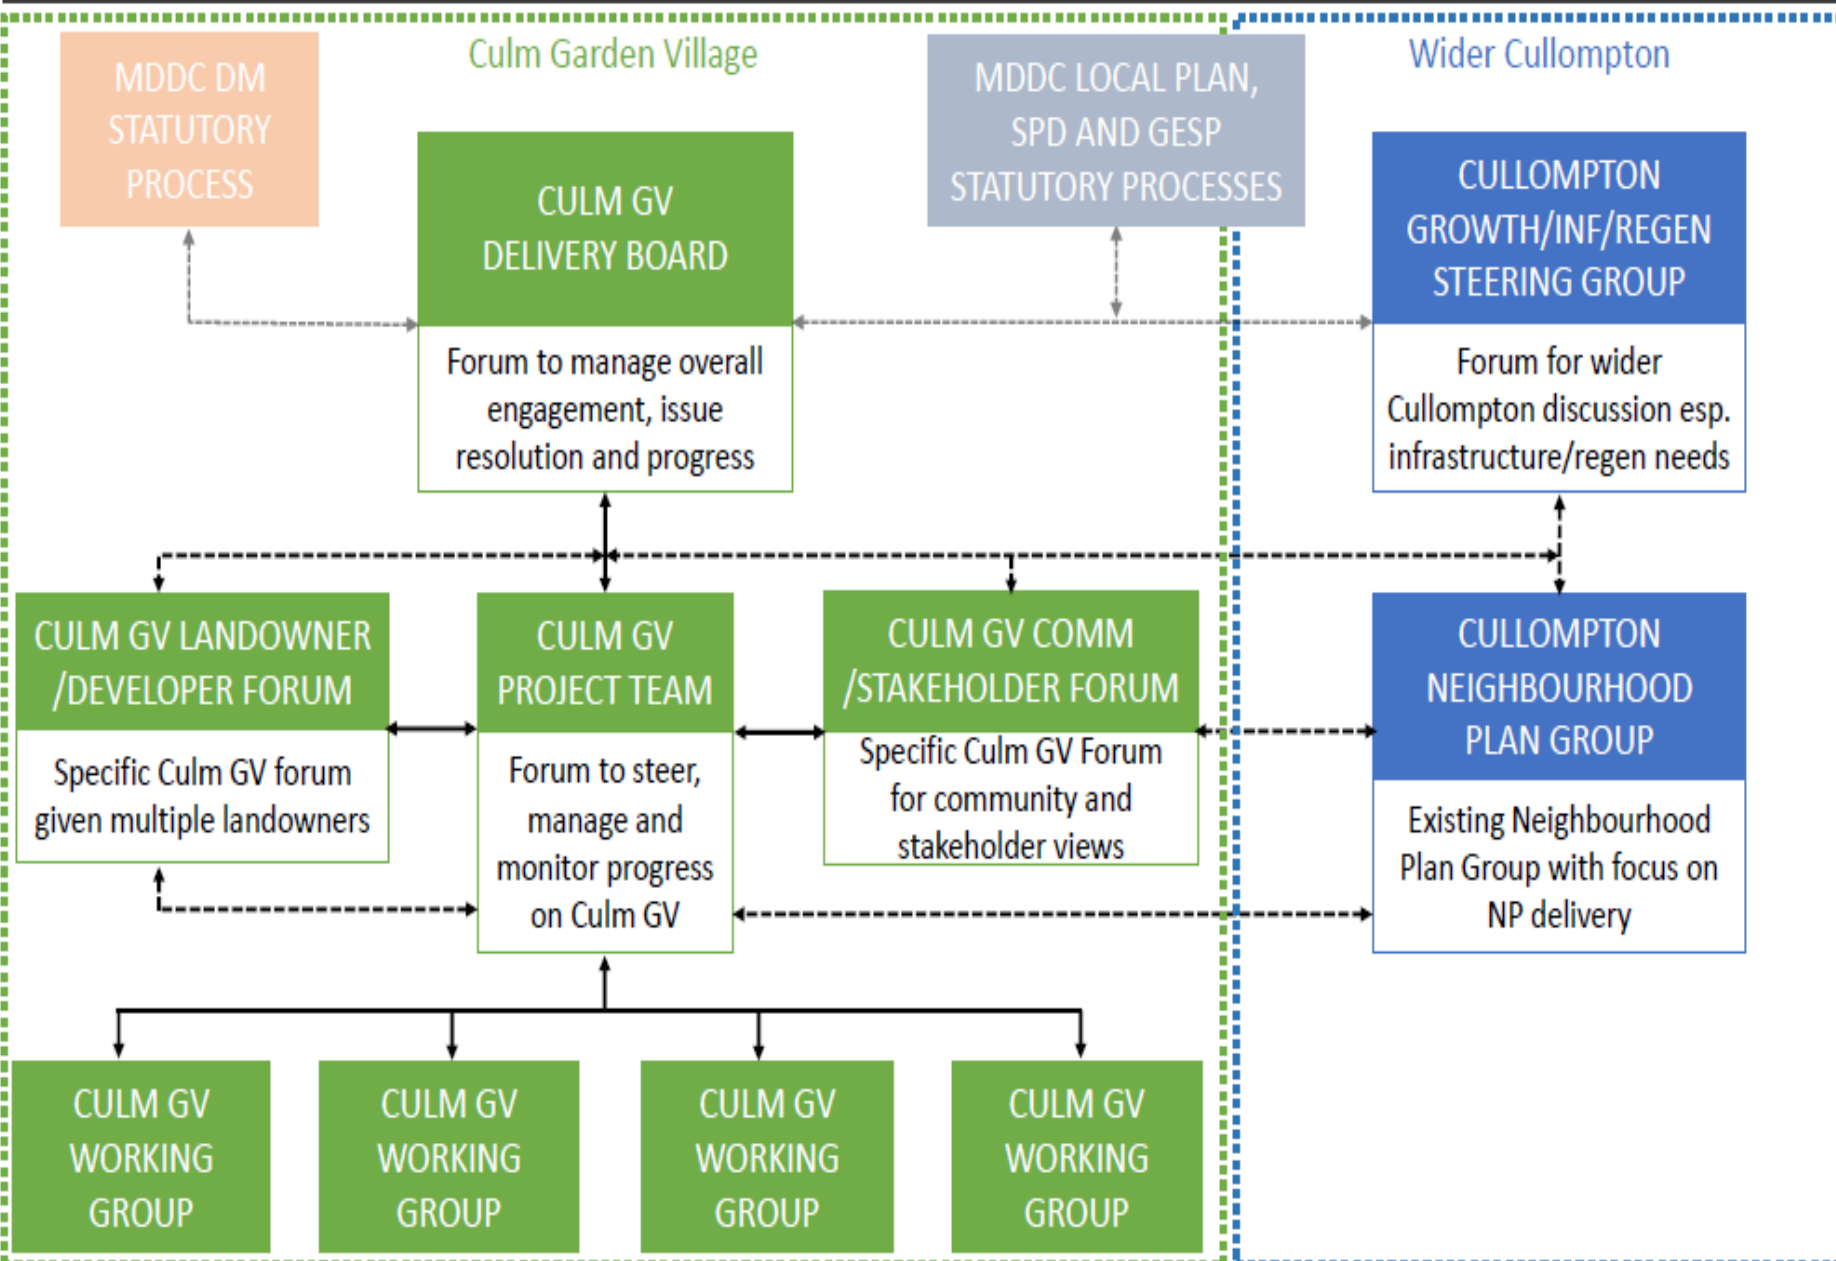 Culm Garden Village
Wider Cullompton
MDDC DM
STATUTORY
PROCESS
MDDC LOCAL PLAN,
SPD AND GESP
STATUTORY PROCESSES
CULM GV
DELIVERY BOARD
Forum to manage overall
engagement, issue
resolution and progress
CULLOMPTON
GROWTH/INF/REGEN
STEERING GROUP
Forum for wider
Cullompton discussion esp.
infrastructure/regen needs
CULM GV LANDOWNER
/DEVELOPER FORUM
Specific Culm GV forum
given multiple landowners
CULM GV
PROJECT TEAM
Forum to steer,
manage and
monitor progress
on Culm GV
CULM GV COMM
/STAKEHOLDER FORUM
Specific Culm GV Forum
for community and
stakeholder views
CULLOMPTON
NEIGHBOURHOOD
PLAN GROUP
Existing Neighbourhood
Plan Group with focus on
NP delivery
CULM GV
WORKING
GROUP
CULM GV
WORKING
GROUP
CULM GV
WORKING
GROUP
CULM GV
WORKING
GROUP